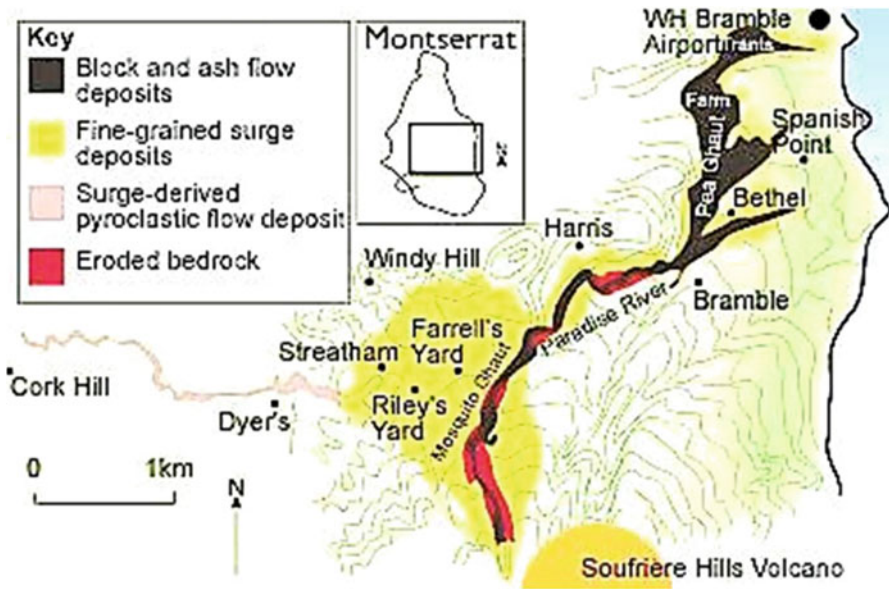 Key
Block and ash flow
deposits
Fine-grained surge
deposits
Surge-derived
pyroclastic flow deposit
Eroded bedrock
Montserrat
N
WH Bramble
Airport
Trants
Farm
Pea Ghaut
Spanish
Point
Bethel
Harris
Windy Hill
Bramble
Paradise River
Farrell's
Yard
Streatham
Riley's
Yard
Mosquito Ghaut
Cork Hill
Dyer's
0 1km
N
Soufriere Hills Volcano